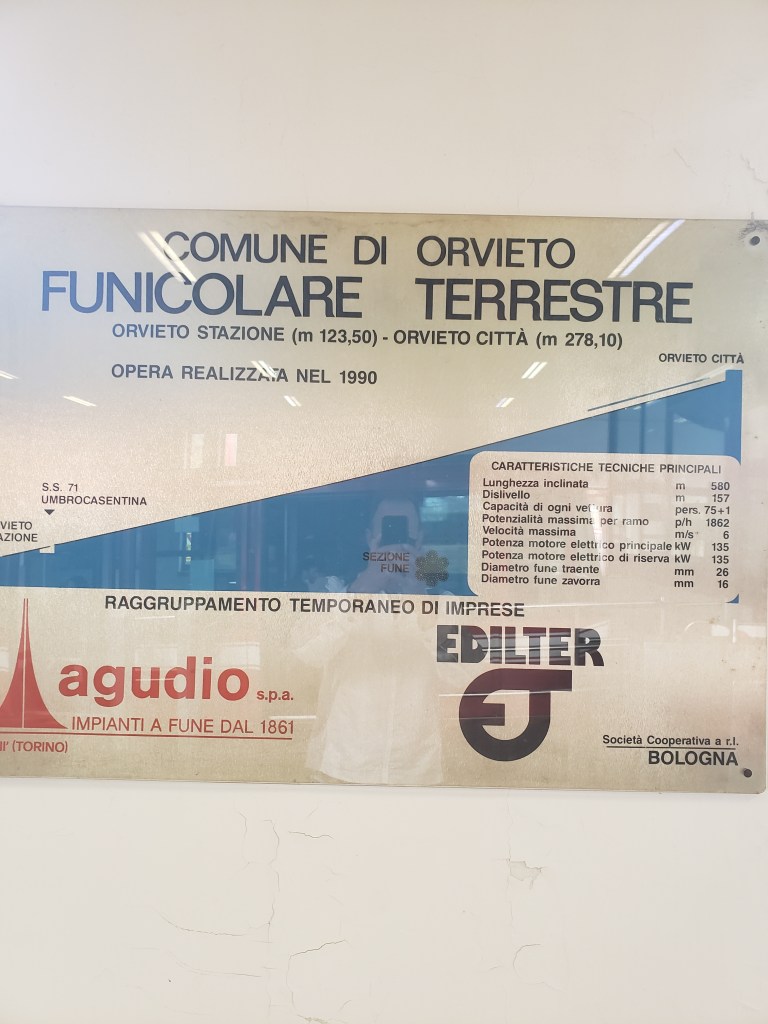 COMUNE DI ORVIETO
FUNICOLARE TERRESTRE
ORVIETO STAZIONE (m 123,50) - ORVIETO CITTÀ (m 278,10)
OPERA REALIZZATA NEL 1990
ORVIETO CITTÀ
S.S. 71
UMBROCASENTINA
VIETO
AZIONE
CARATTERISTICHE TECNICHE PRINCIPALI
Lunghezza inclinata m 580
Dislivello m 157
Capacità di ogni vettura pers. 75+1
Potenzialità massima per ramo p/h 1862
Velocità massima m/s 6
Potenza motore elettrico principale kW 135
Potenza motore elettrico di riserva kW 135
Diametro fune traente mm 26
Diametro fune zavorra mm 16
SEZIONE
FUNE
RAGGRUPPAMENTO TEMPORANEO DI IMPRESE
agudio s.p.a.
IMPIANTI A FUNE DAL 1861
(TORINO)
EDILTER
Società Cooperativa a r.l.
BOLOGNA